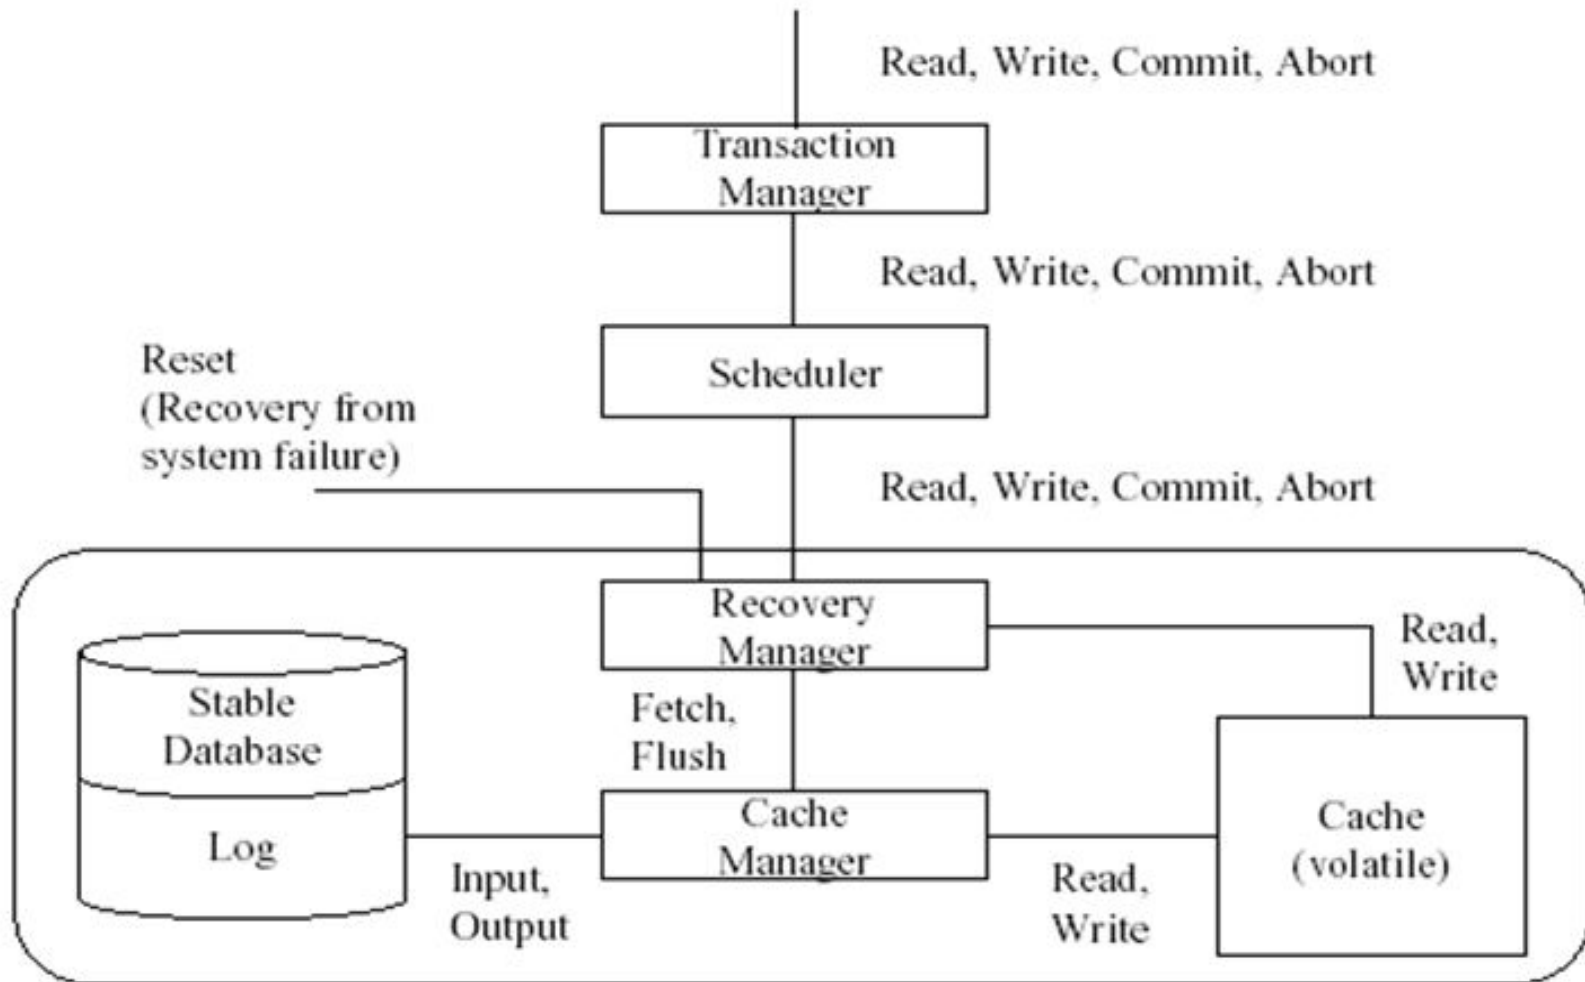 Read, Write, Commit, Abort
Transaction
Manager
Read, Write, Commit, Abort
Reset
(Recovery from
system failure)
Scheduler
Read, Write, Commit, Abort
Recovery
Manager
Read,
Write
Stable
Database
Log
Fetch,
Flush
Cache
Manager
Cache
(volatile)
Input,
Output
Read,
Write